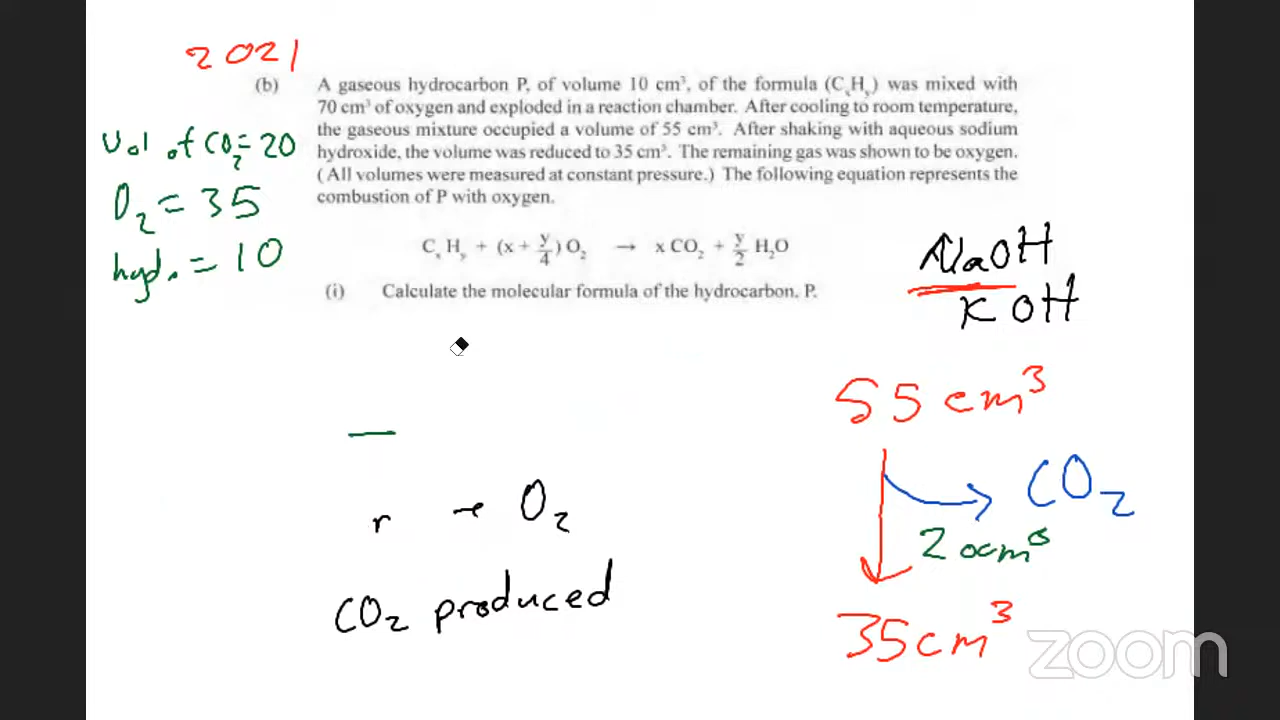 2021
(b) A gaseous hydrocarbon P, of volume 10 cm³, of the formula (CₓHᵧ) was mixed with
70 cm³ of oxygen and exploded in a reaction chamber. After cooling to room temperature,
the gaseous mixture occupied a volume of 55 cm³. After shaking with aqueous sodium
hydroxide, the volume was reduced to 35 cm³. The remaining gas was shown to be oxygen.
(All volumes were measured at constant pressure.) The following equation represents the
combustion of P with oxygen.
Cₓ Hᵧ + (x + y/4) O₂ → x CO₂ + y/2 H₂O
(i) Calculate the molecular formula of the hydrocarbon, P.
Vol of CO₂ = 20
O₂ = 35
hyd. = 10
NaOH
KOH
55 cm³
CO₂
20cm³
35cm³
r → O₂
CO₂ produced
zoom